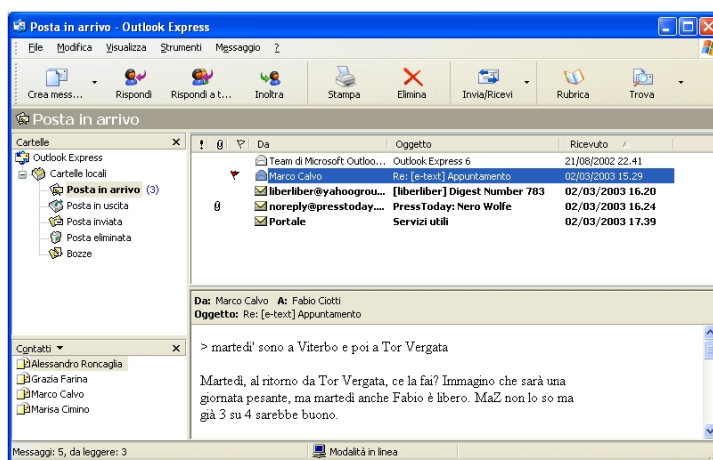 Posta in arrivo - Outlook Express
File Modifica Visualizza Strumenti Messaggio ?
Crea mess... Rispondi Rispondi a t... Inoltra Stampa Elimina Invia/Ricevi Rubrica Trova
Posta in arrivo
Cartelle
Outlook Express
Cartelle locali
Posta in arrivo (3)
Posta in uscita
Posta inviata
Posta eliminata
Bozze
Contatti
Alessandro Roncaglia
Grazia Farina
Marco Calvo
Marisa Cimino
! Da Oggetto Ricevuto
Team di Microsoft Outloo... Outlook Express 6 21/08/2002 22.41
Marco Calvo Re: [e-text] Appuntamento 02/03/2003 15.29
liberliber@yahoogrou... [liberliber] Digest Number 783 02/03/2003 16.20
noreply@presstoday.... PressToday: Nero Wolfe 02/03/2003 16.24
Portale Servizi utili 02/03/2003 17.39
Da: Marco Calvo A: Fabio Ciotti
Oggetto: Re: [e-text] Appuntamento
> martedi' sono a Viterbo e poi a Tor Vergata
Martedì, al ritorno da Tor Vergata, ce la fai? Immagino che sarà una
giornata pesante, ma martedì anche Fabio è libero. MaZ non lo so ma
già 3 su 4 sarebbe buono.
Messaggi: 5, da leggere: 3 Modalità in linea